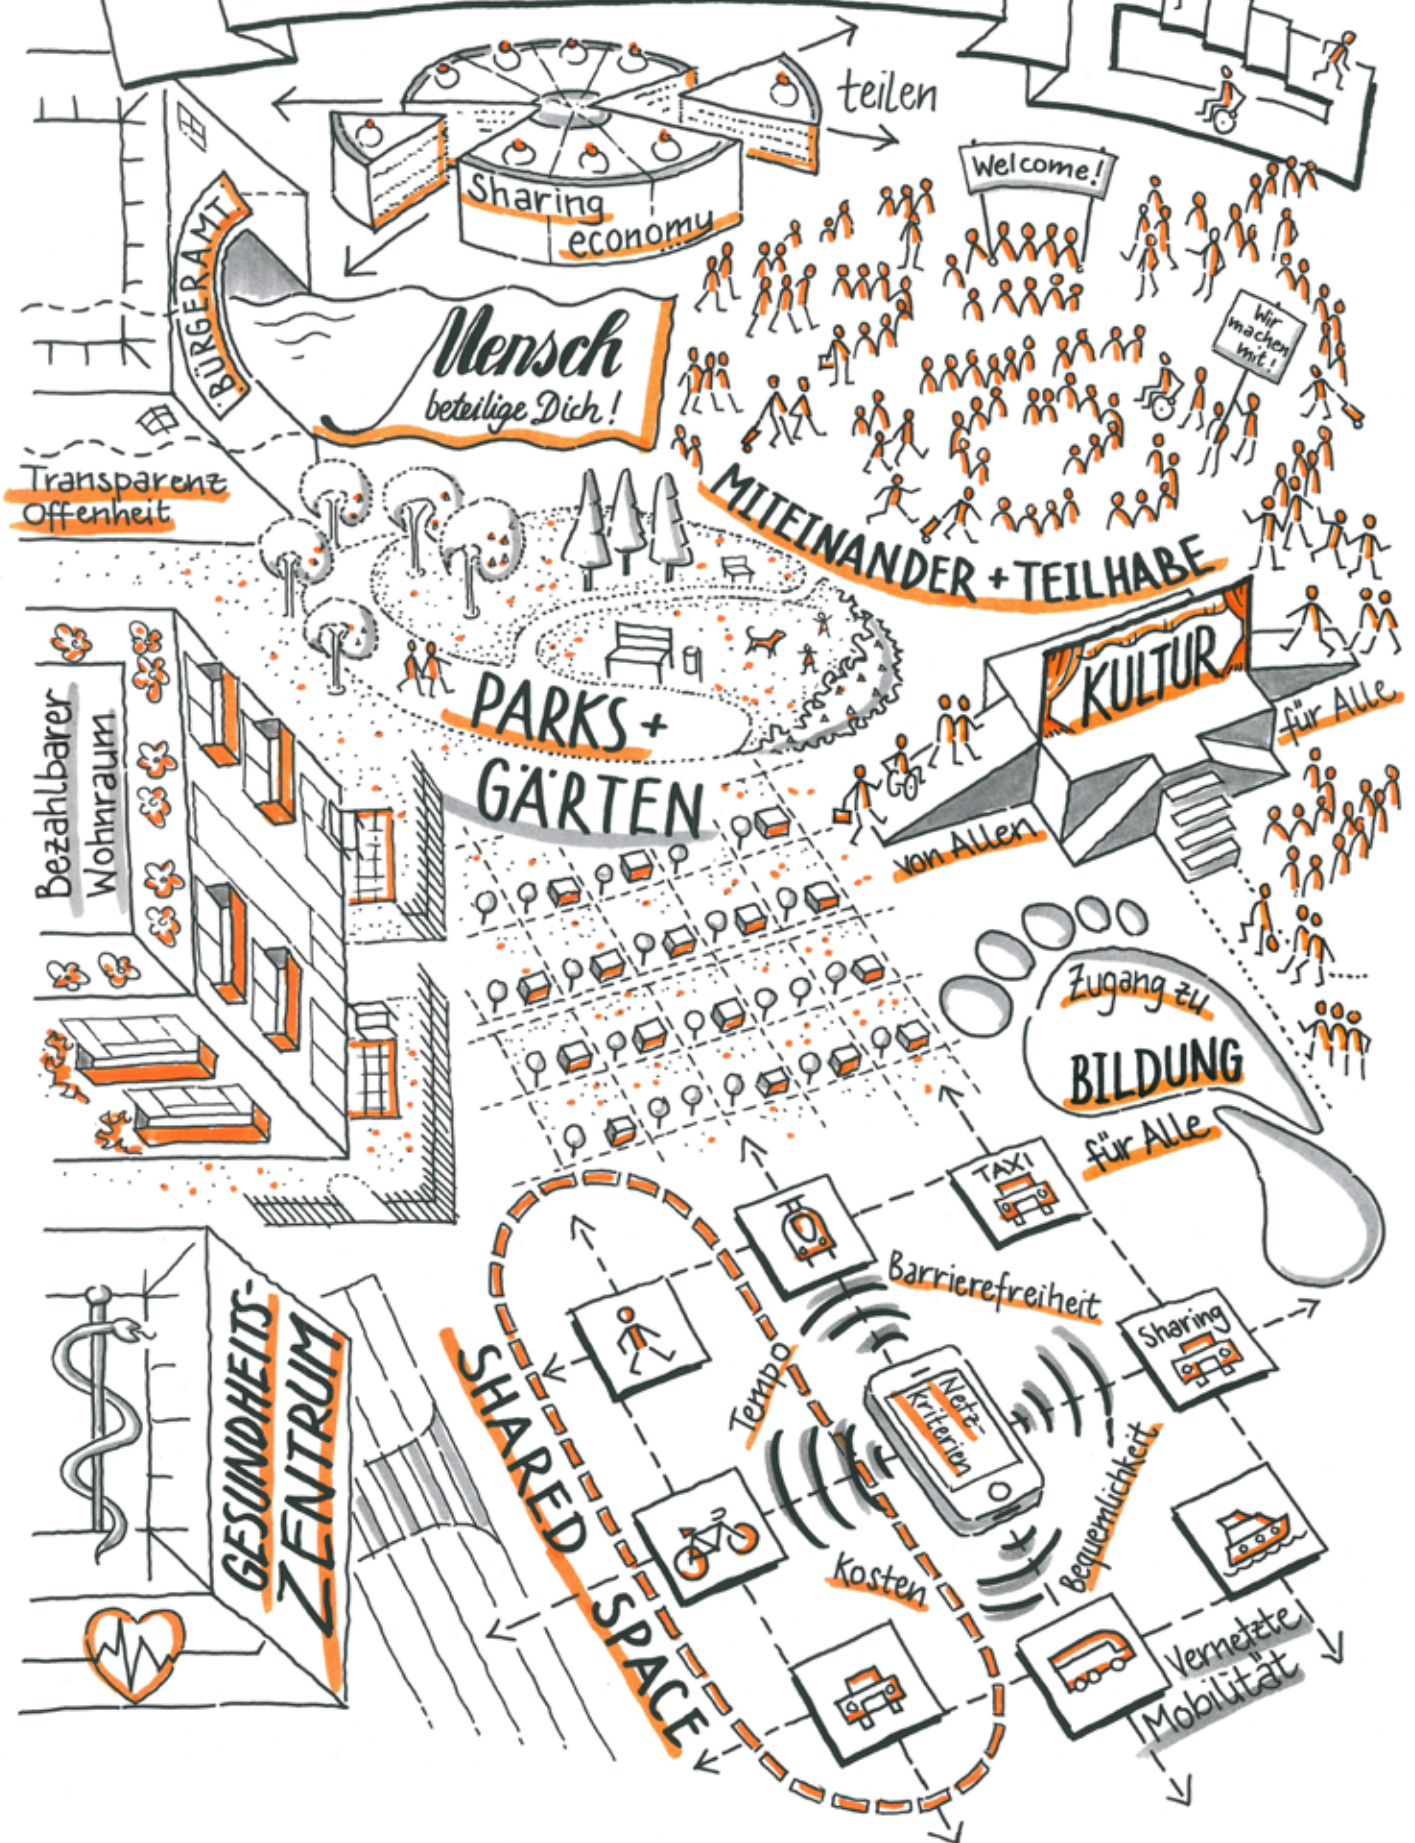 teilen
Welcome!
Sharing
economy
BÜRGERAMT
Mensch
beteilige Dich!
Wir
machen
mit!
Transparenz
Offenheit
MITEINANDER + TEILHABE
KULTUR
für Alle
von Allen
PARKS +
GÄRTEN
Bezahlbarer
Wohnraum
Zugang zu
BILDUNG
für Alle
TAXI
Barrierefreiheit
Sharing
GESUNDHEITS-
ZENTRUM
SHARED SPACE
Tempo
Netz-
Kriterien
Bequemlichkeit
Kosten
Vernetzte
Mobilität